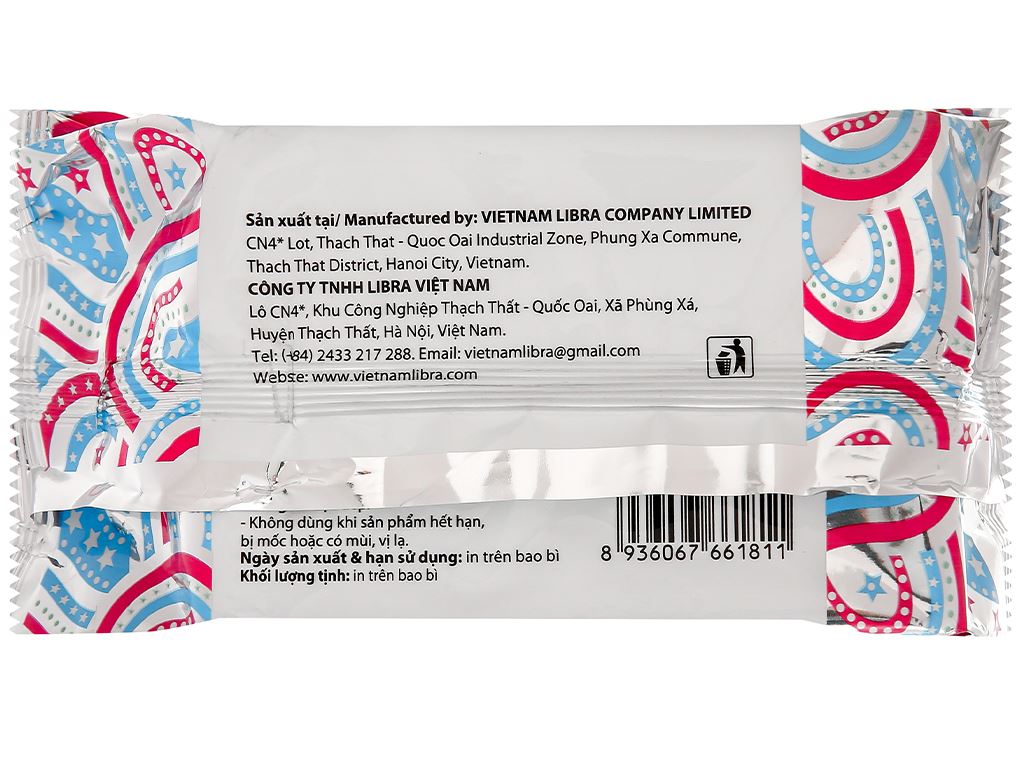 Sản xuất tại/ Manufactured by: VIETNAM LIBRA COMPANY LIMITED
CN4* Lot, Thach That - Quoc Oai Industrial Zone, Phung Xa Commune,
Thach That District, Hanoi City, Vietnam.
CÔNG TY TNHH LIBRA VIỆT NAM
Lô CN4*, Khu Công Nghiệp Thạch Thất - Quốc Oai, Xã Phùng Xá,
Huyện Thạch Thất, Hà Nội, Việt Nam.
Tel: (+84) 2433 217 288. Email: vietnamlibra@gmail.com
www.vietnamlibra.com
- Không dùng khi sản phẩm hết hạn,
bị mốc hoặc có mùi, vị lạ.
Ngày sản xuất & hạn sử dụng: in trên bao bì
Khối lượng tịnh: in trên bao bì
8 936067 661811